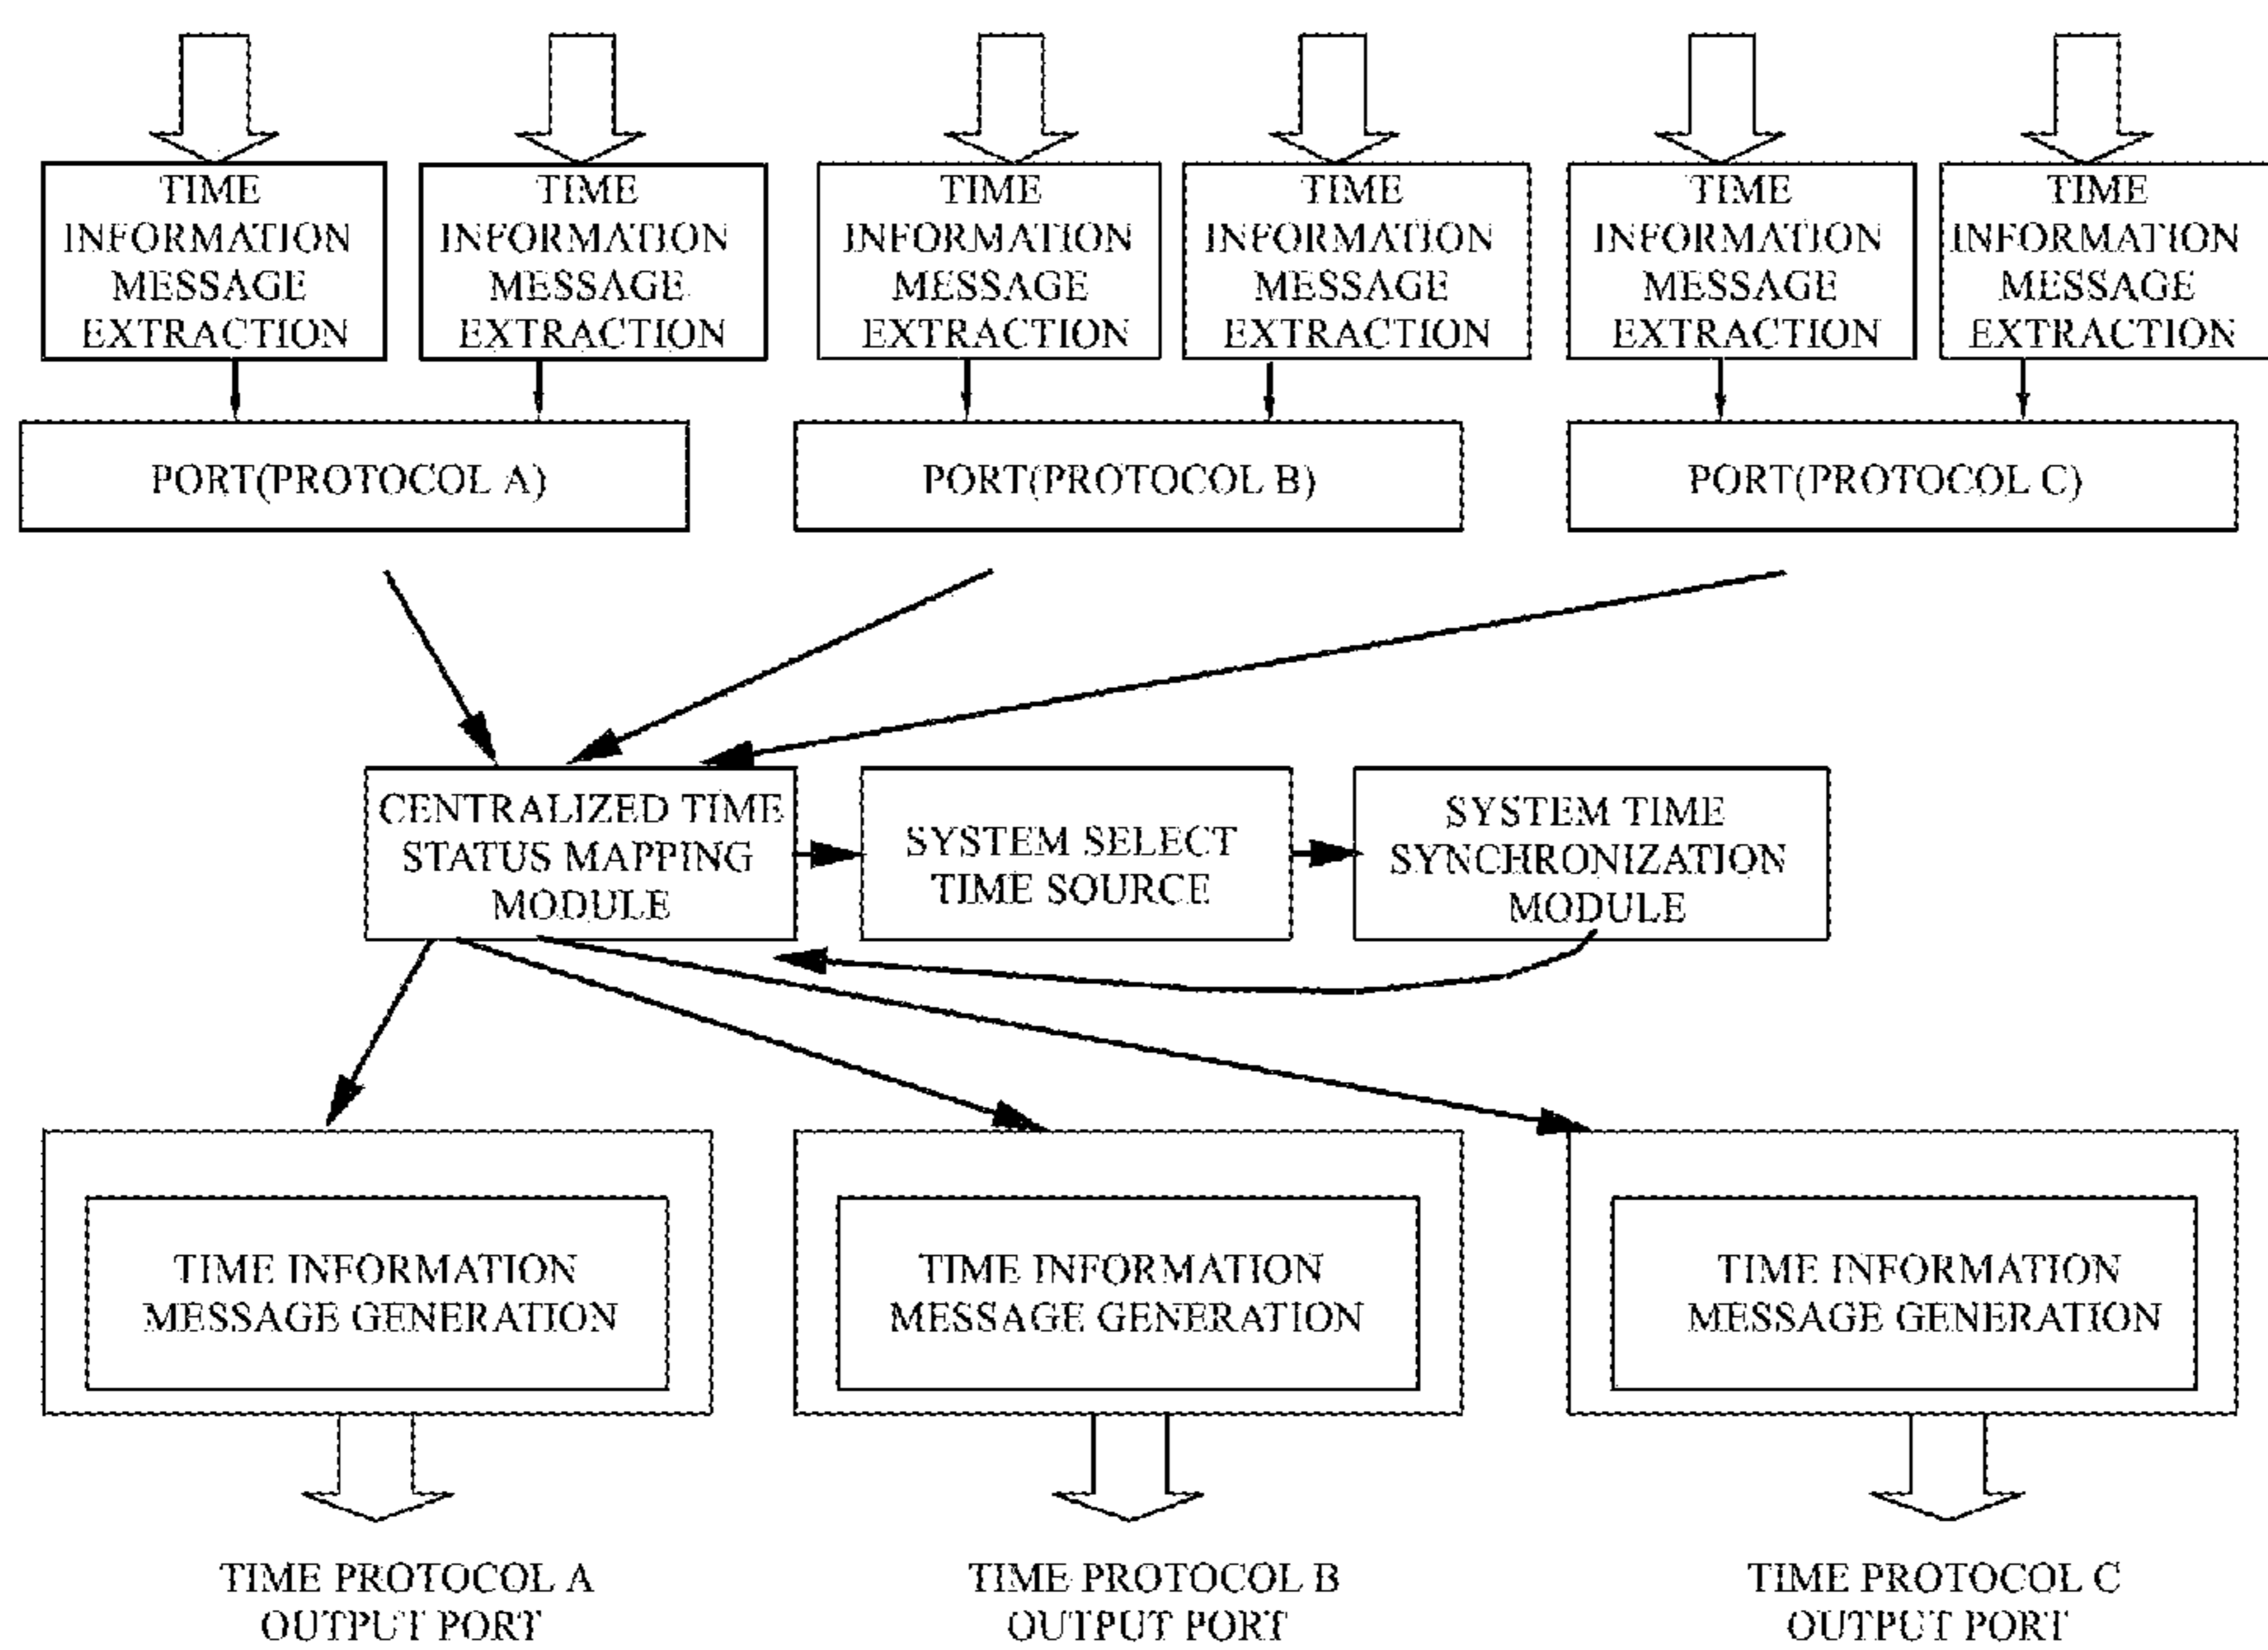 TIME
INFORMATION
MESSAGE
EXTRACTION
TIME
INFORMATION
MESSAGE
EXTRACTION
TIME
INFORMATION
MESSAGE
EXTRACTION
TIME
INFORMATION
MESSAGE
EXTRACTION
TIME
INFORMATION
MESSAGE
EXTRACTION
TIME
INFORMATION
MESSAGE
EXTRACTION
PORT(PROTOCOL A)
PORT(PROTOCOL B)
PORT(PROTOCOL C)
CENTRALIZED TIME
STATUS MAPPING
MODULE
SYSTEM SELECT
TIME SOURCE
SYSTEM TIME
SYNCHRONIZATION
MODULE
TIME INFORMATION
MESSAGE GENERATION
TIME INFORMATION
MESSAGE GENERATION
TIME INFORMATION
MESSAGE GENERATION
TIME PROTOCOL A
OUTPUT PORT
TIME PROTOCOL B
OUTPUT PORT
TIME PROTOCOL C
OUTPUT PORT